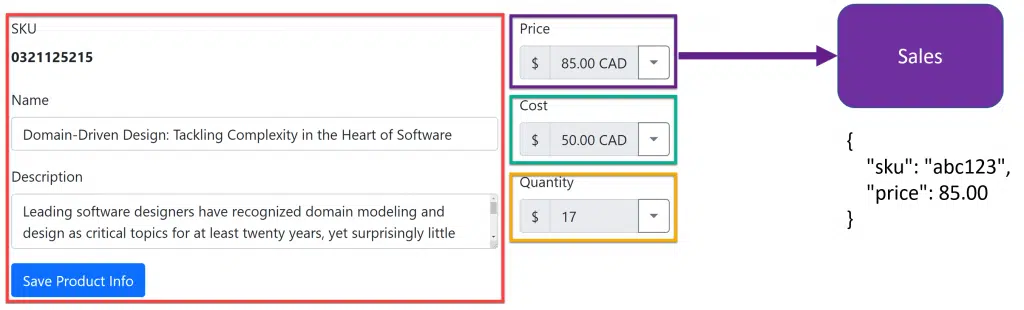 SKU
0321125215
Name
Domain-Driven Design: Tackling Complexity in the Heart of Software
Description
Leading software designers have recognized domain modeling and
design as critical topics for at least twenty years, yet surprisingly little
Save Product Info
Price
$ 85.00 CAD
Cost
$ 50.00 CAD
Quantity
$ 17
Sales
{
"sku": "abc123",
"price": 85.00
}